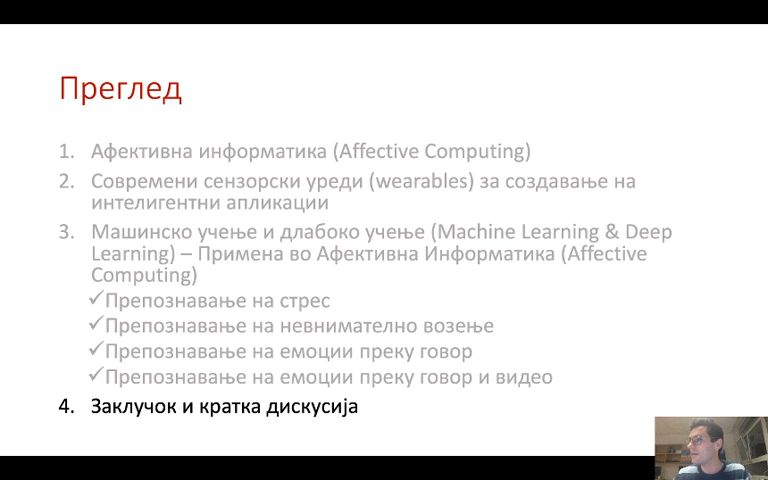 Преглед
1. Афективна информатика (Affective Computing)
2. Современи сензорски уреди (wearables) за создавање на
интелигентни апликации
3. Машинско учење и длабоко учење (Machine Learning & Deep
Learning) – Примена во Афективна Информатика (Affective
Computing)
✓Препознавање на стрес
✓Препознавање на невнимателно возење
✓Препознавање на емоции преку говор
✓Препознавање на емоции преку говор и видео
4. Заклучок и кратка дискусија